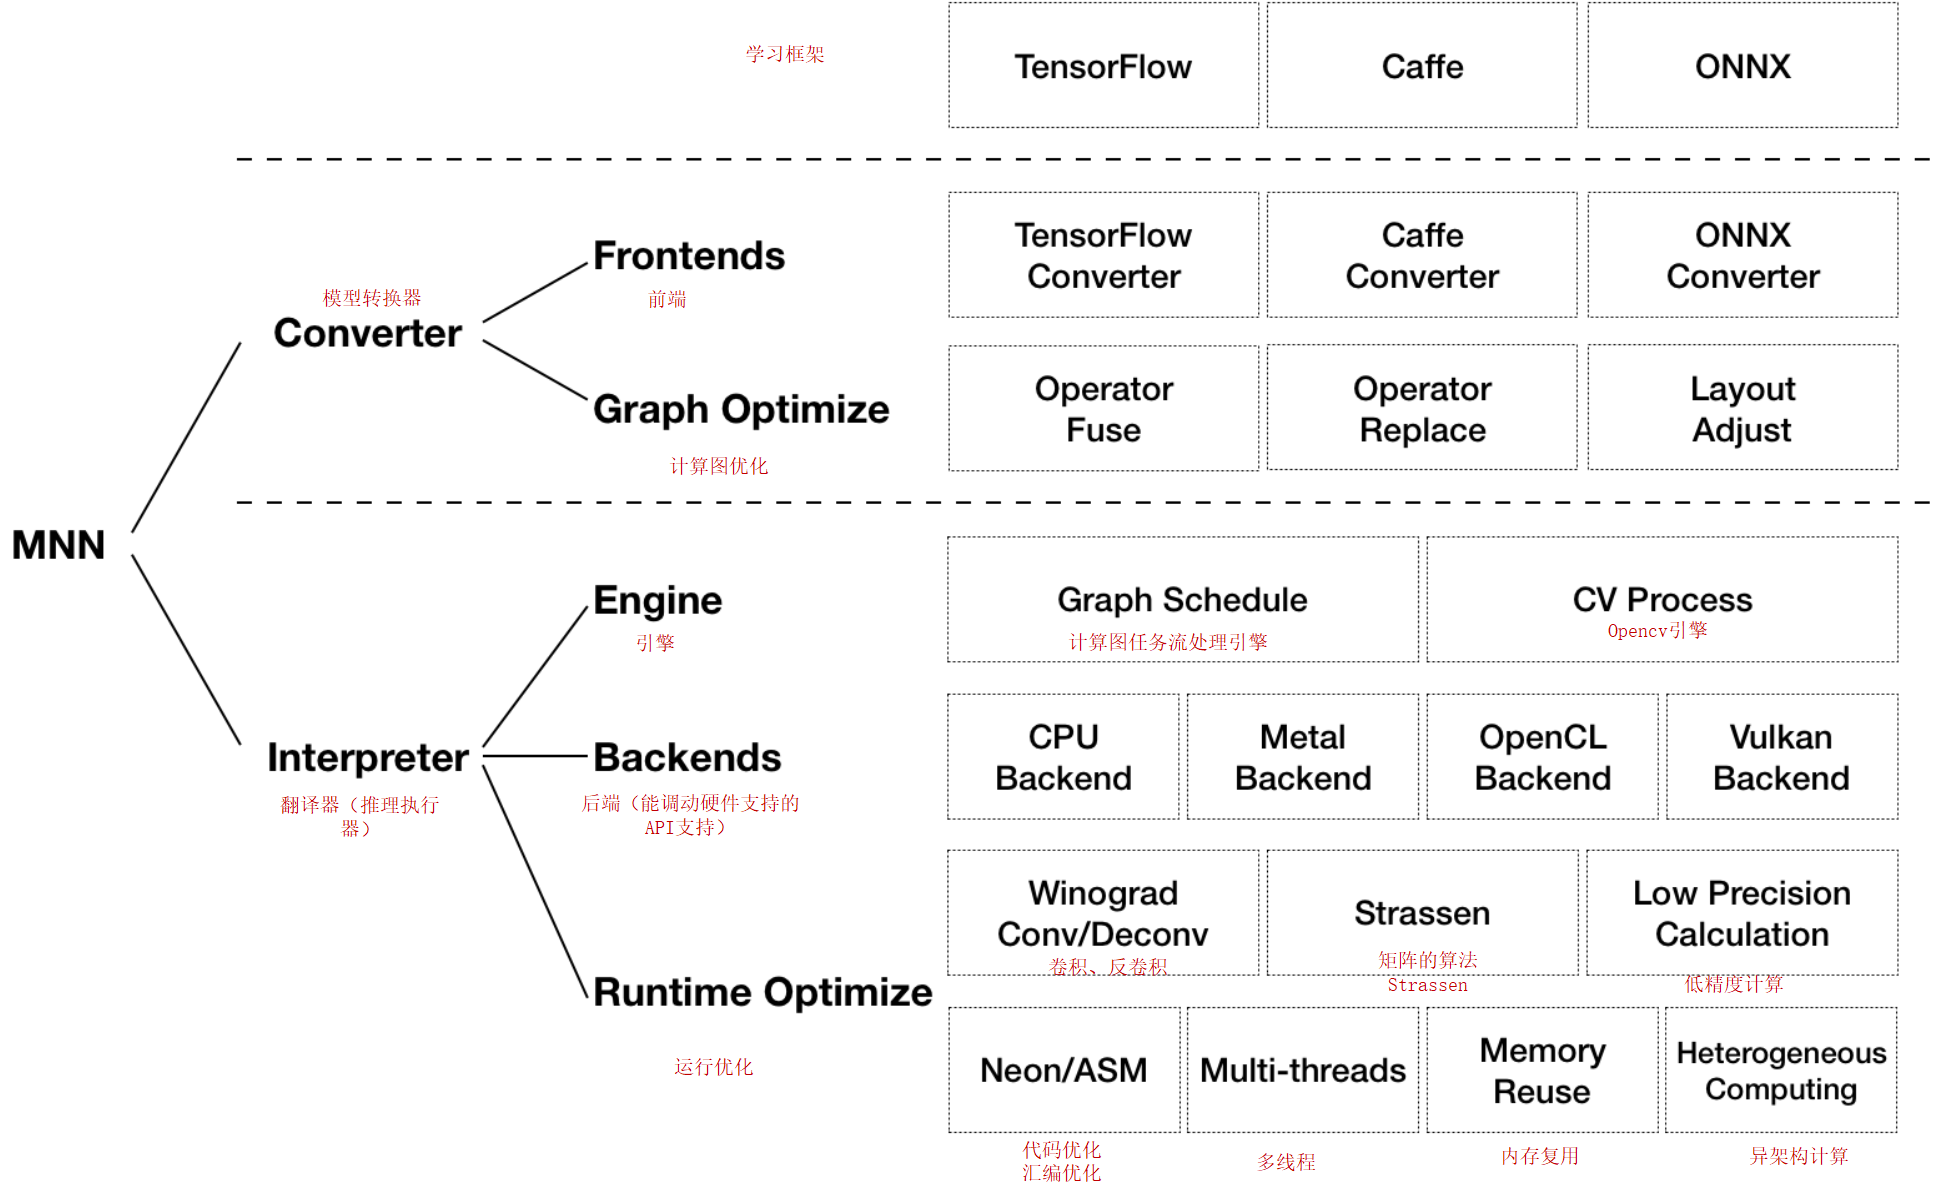 学习框架
TensorFlow
Caffe
ONNX
Frontends
前端
TensorFlow
Converter
Caffe
Converter
ONNX
Converter
模型转换器
Converter
Graph Optimize
计算图优化
Operator
Fuse
Operator
Replace
Layout
Adjust
MNN
Engine
引擎
Graph Schedule
计算图任务流处理引擎
CV Process
Opencv引擎
Interpreter
翻译器（推理执行
器）
Backends
后端（能调动硬件支持的
API支持）
CPU
Backend
Metal
Backend
OpenCL
Backend
Vulkan
Backend
Runtime Optimize
运行优化
Winograd
Conv/Deconv
卷积、反卷积
Strassen
矩阵的算法
Strassen
Low Precision
Calculation
低精度计算
Neon/ASM
代码优化
汇编优化
Multi-threads
多线程
Memory
Reuse
内存复用
Heterogeneous
Computing
异架构计算